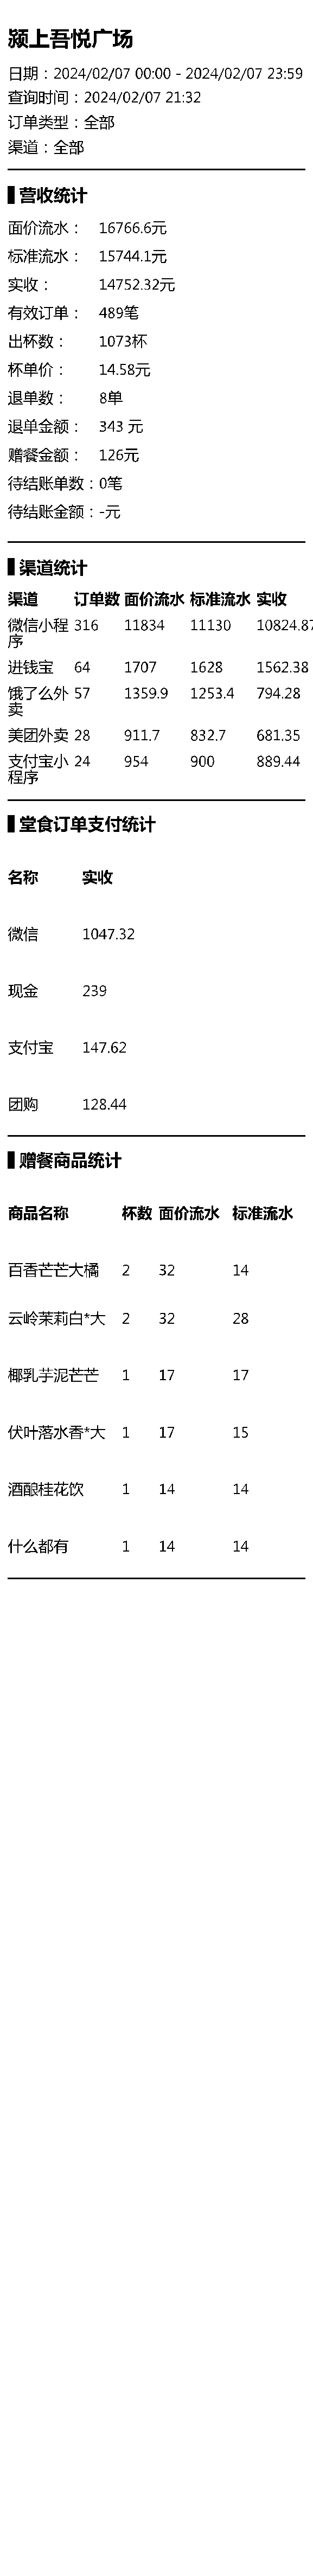 颍上吾悦广场
日期：2024/02/07 00:00 - 2024/02/07 23:59
查询时间：2024/02/07 21:32
订单类型：全部
渠道：全部
营收统计
面价流水： 16766.6元
标准流水： 15744.1元
实收： 14752.32元
有效订单： 489笔
出杯数： 1073杯
杯单价： 14.58元
退单数： 8单
退单金额： 343 元
赠餐金额： 126元
待结账单数：0笔
待结账金额：-元
渠道统计
渠道 订单数 面价流水 标准流水 实收
微信小程 316 11834 11130 10824.87
序
进钱宝 64 1707 1628 1562.38
饿了么外 57 1359.9 1253.4 794.28
卖
美团外卖 28 911.7 832.7 681.35
支付宝小 24 954 900 889.44
程序
堂食订单支付统计
名称 实收
微信 1047.32
现金 239
支付宝 147.62
团购 128.44
赠餐商品统计
商品名称 杯数 面价流水 标准流水
百香芒芒大橘 2 32 14
云岭茉莉白*大 2 32 28
椰乳芋泥芒芒 1 17 17
伏叶落水香*大 1 17 15
酒酿桂花饮 1 14 14
什么都有 1 14 14